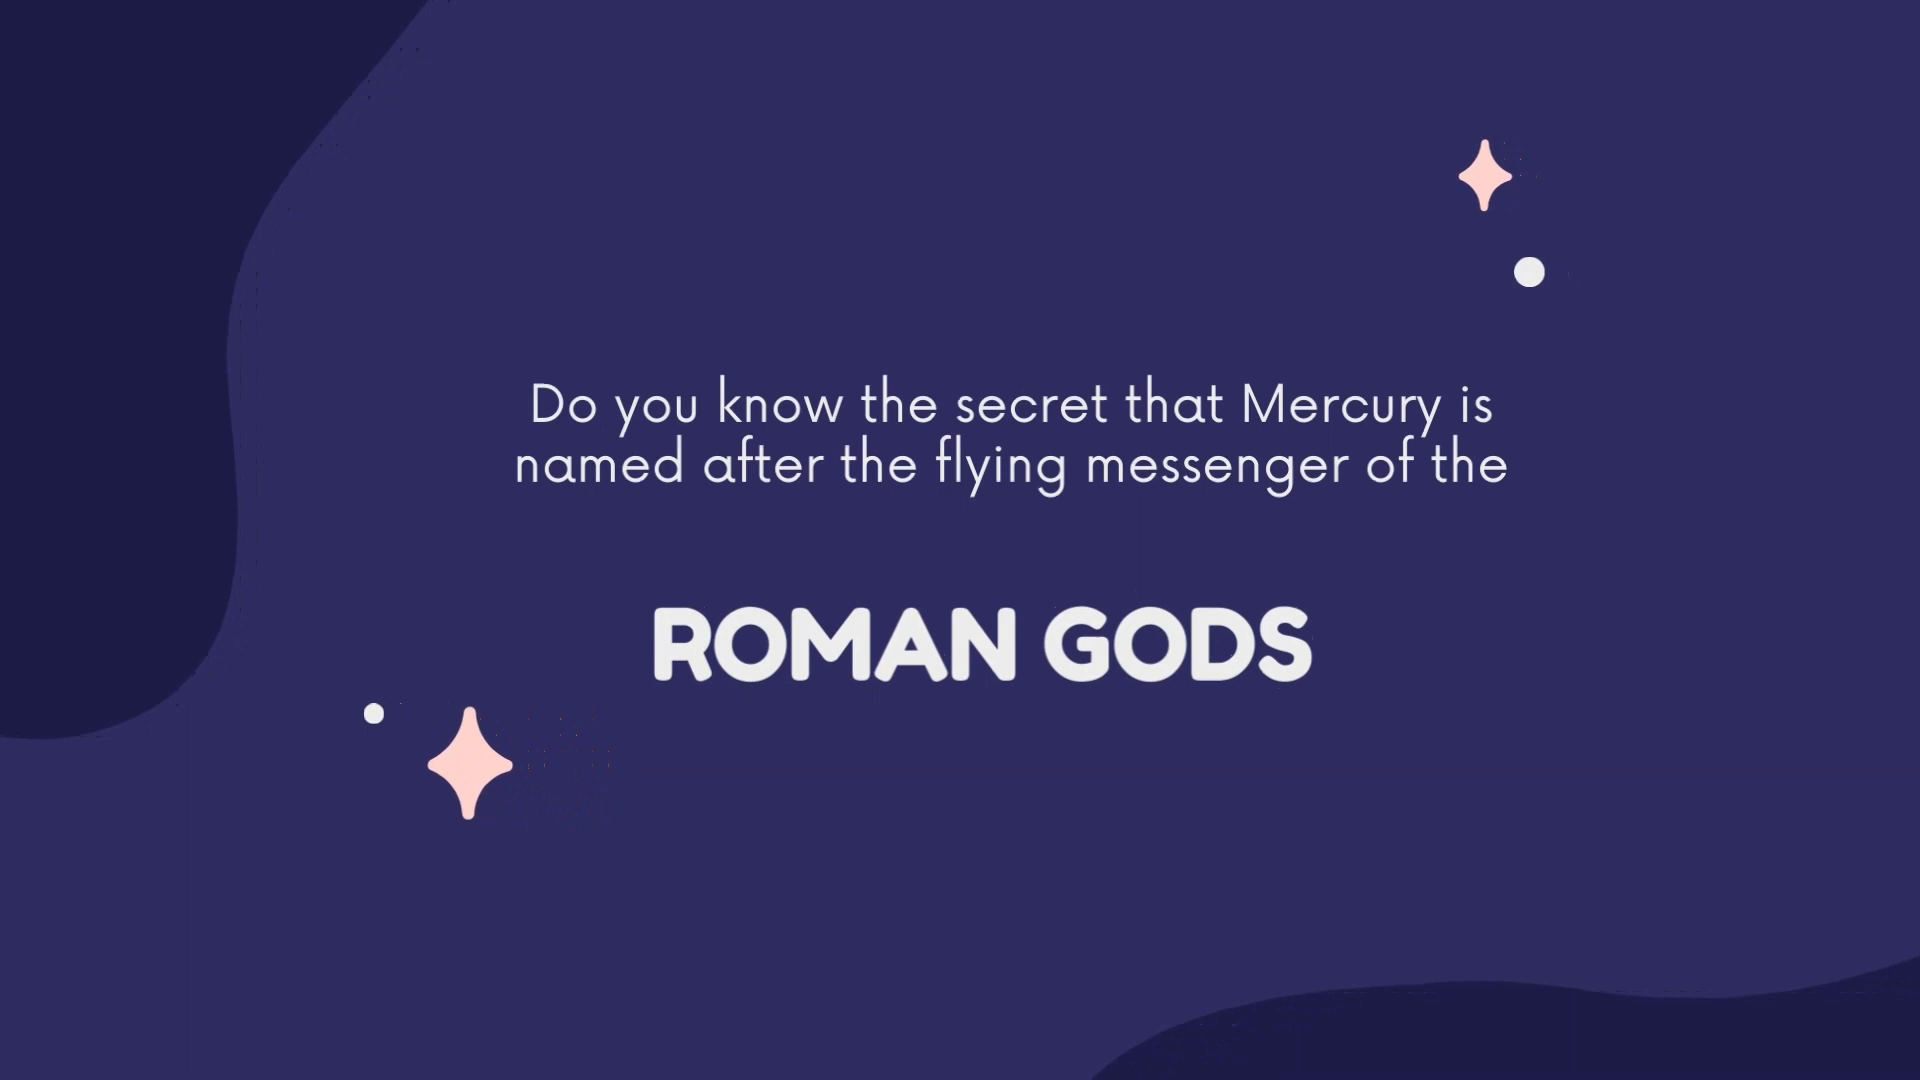 Do you know the secret that Mercury is
named after the flying messenger of the
ROMAN GODS